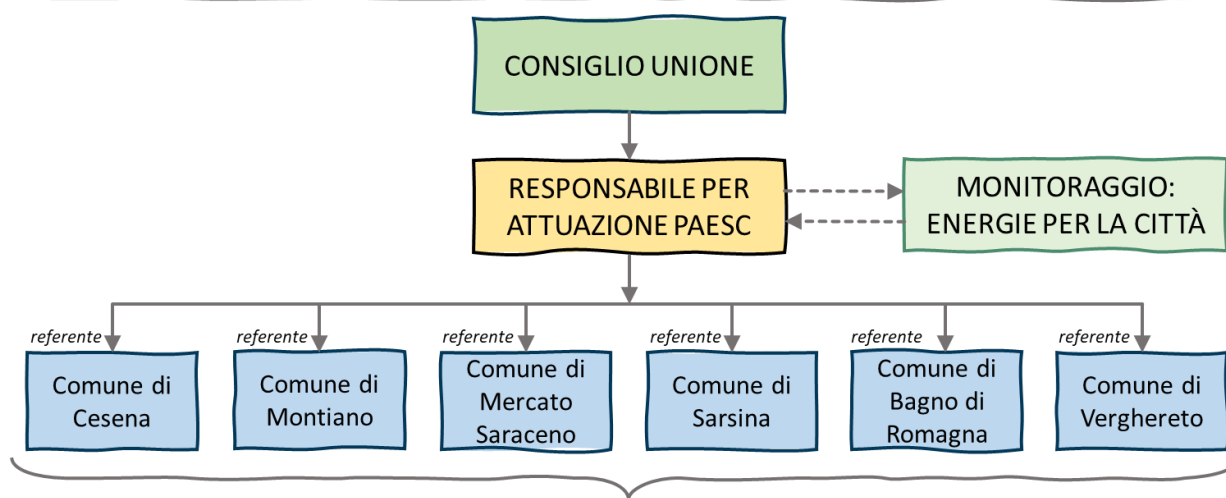 CONSIGLIO UNIONE
RESPONSABILE PER
ATTUAZIONE PAESC
MONITORAGGIO:
ENERGIE PER LA CITTÀ
referente
referente
referente
referente
referente
referente
Comune di
Cesena
Comune di
Montiano
Comune di
Mercato
Saraceno
Comune di
Sarsina
Comune di
Bagno di
Romagna
Comune di
Verghereto